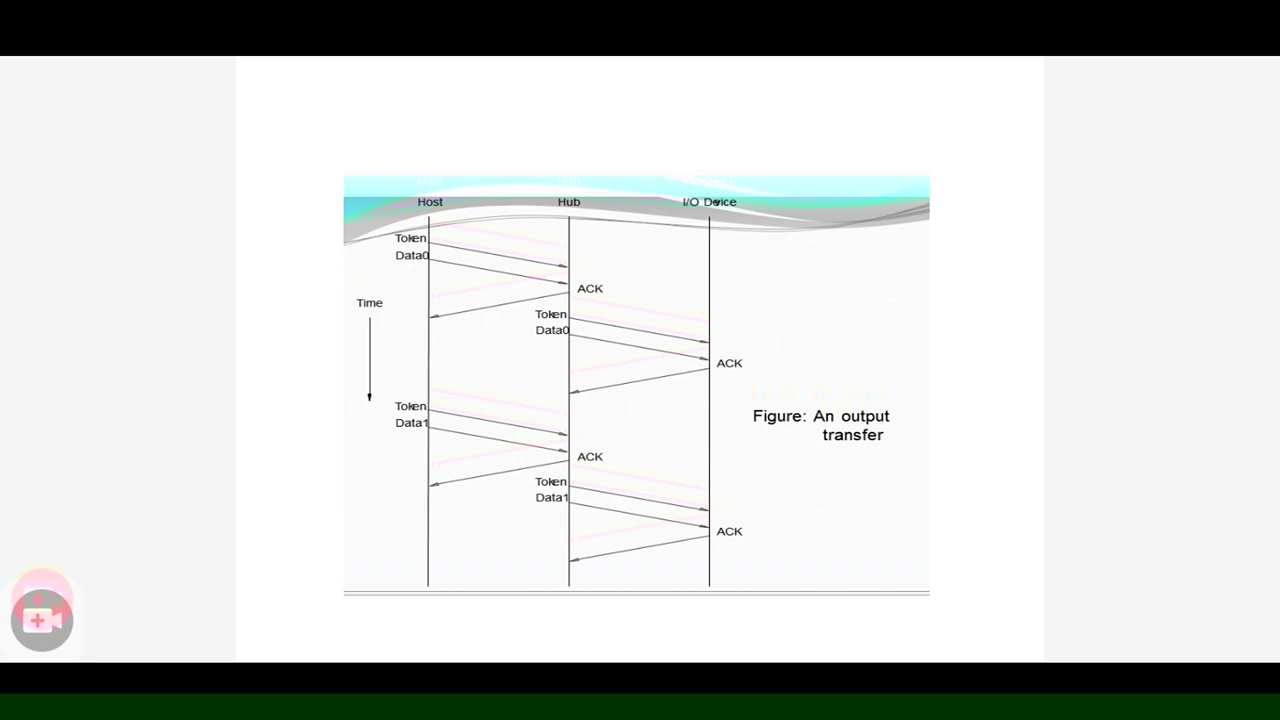 Host Hub I/O Device
Token
Data0
ACK
Time
Token
Data0
ACK
Token
Data1
Figure: An output
transfer
ACK
Token
Data1
ACK